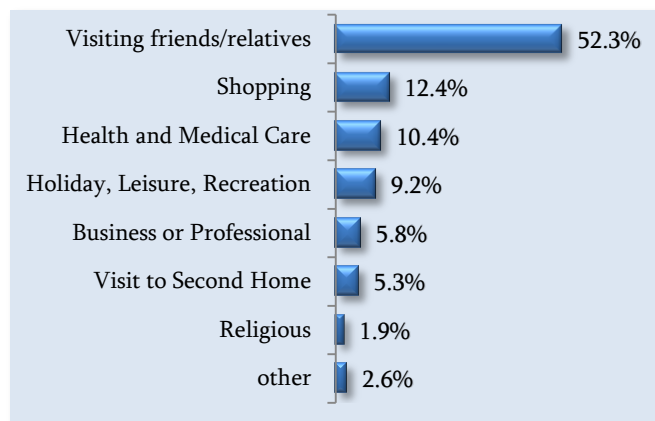 Visiting friends/relatives 52.3%
Shopping 12.4%
Health and Medical Care 10.4%
Holiday, Leisure, Recreation 9.2%
Business or Professional 5.8%
Visit to Second Home 5.3%
Religious 1.9%
other 2.6%